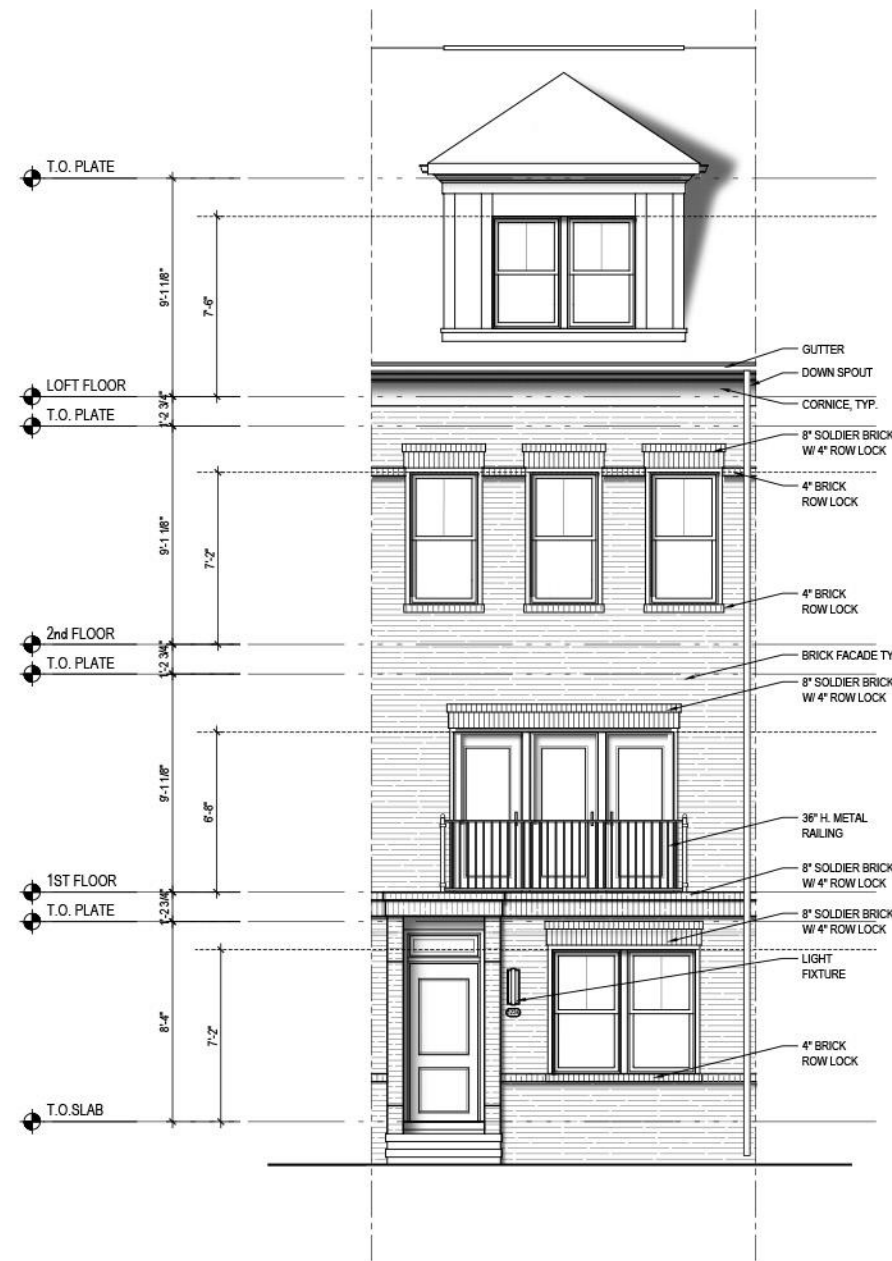 T.O. PLATE
9'-1 1/8"
7'-6"
GUTTER
DOWN SPOUT
LOFT FLOOR
CORNICE, TYP.
1'-2 3/4"
T.O. PLATE
8" SOLDIER BRICK
W/ 4" ROW LOCK
4" BRICK
ROW LOCK
9'-1 1/8"
7'-2"
4" BRICK
ROW LOCK
2nd FLOOR
1'-2 3/4"
BRICK FACADE TY
T.O. PLATE
8" SOLDIER BRICK
W/ 4" ROW LOCK
9'-1 1/8"
6'-8"
36" H. METAL
RAILING
1ST FLOOR
8" SOLDIER BRICK
W/ 4" ROW LOCK
1'-2 3/4"
T.O. PLATE
8" SOLDIER BRICK
W/ 4" ROW LOCK
LIGHT
FIXTURE
8'-4"
7'-2"
4" BRICK
ROW LOCK
T.O.SLAB